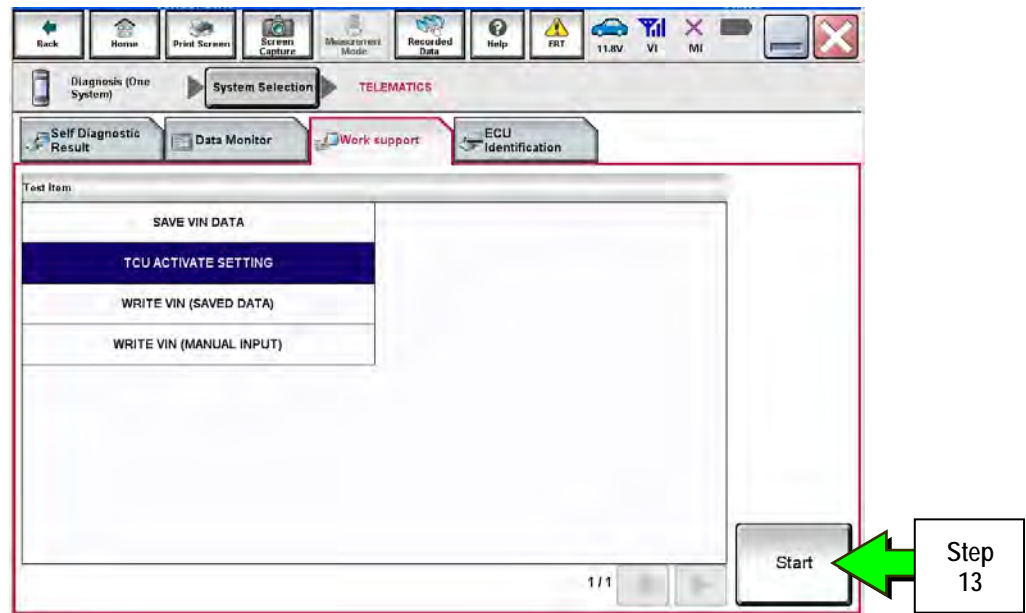 Back
Home
Print Screen
Screen
Capture
Measurement
Mode
Recorded
Data
Help
ERT
11.8V
VI
MI
Diagnosis (One
System)
System Selection
TELEMATICS
Self Diagnostic
Result
Data Monitor
Work support
ECU
Identification
Test Item
SAVE VIN DATA
TCU ACTIVATE SETTING
WRITE VIN (SAVED DATA)
WRITE VIN (MANUAL INPUT)
Start
Step
13
1/1